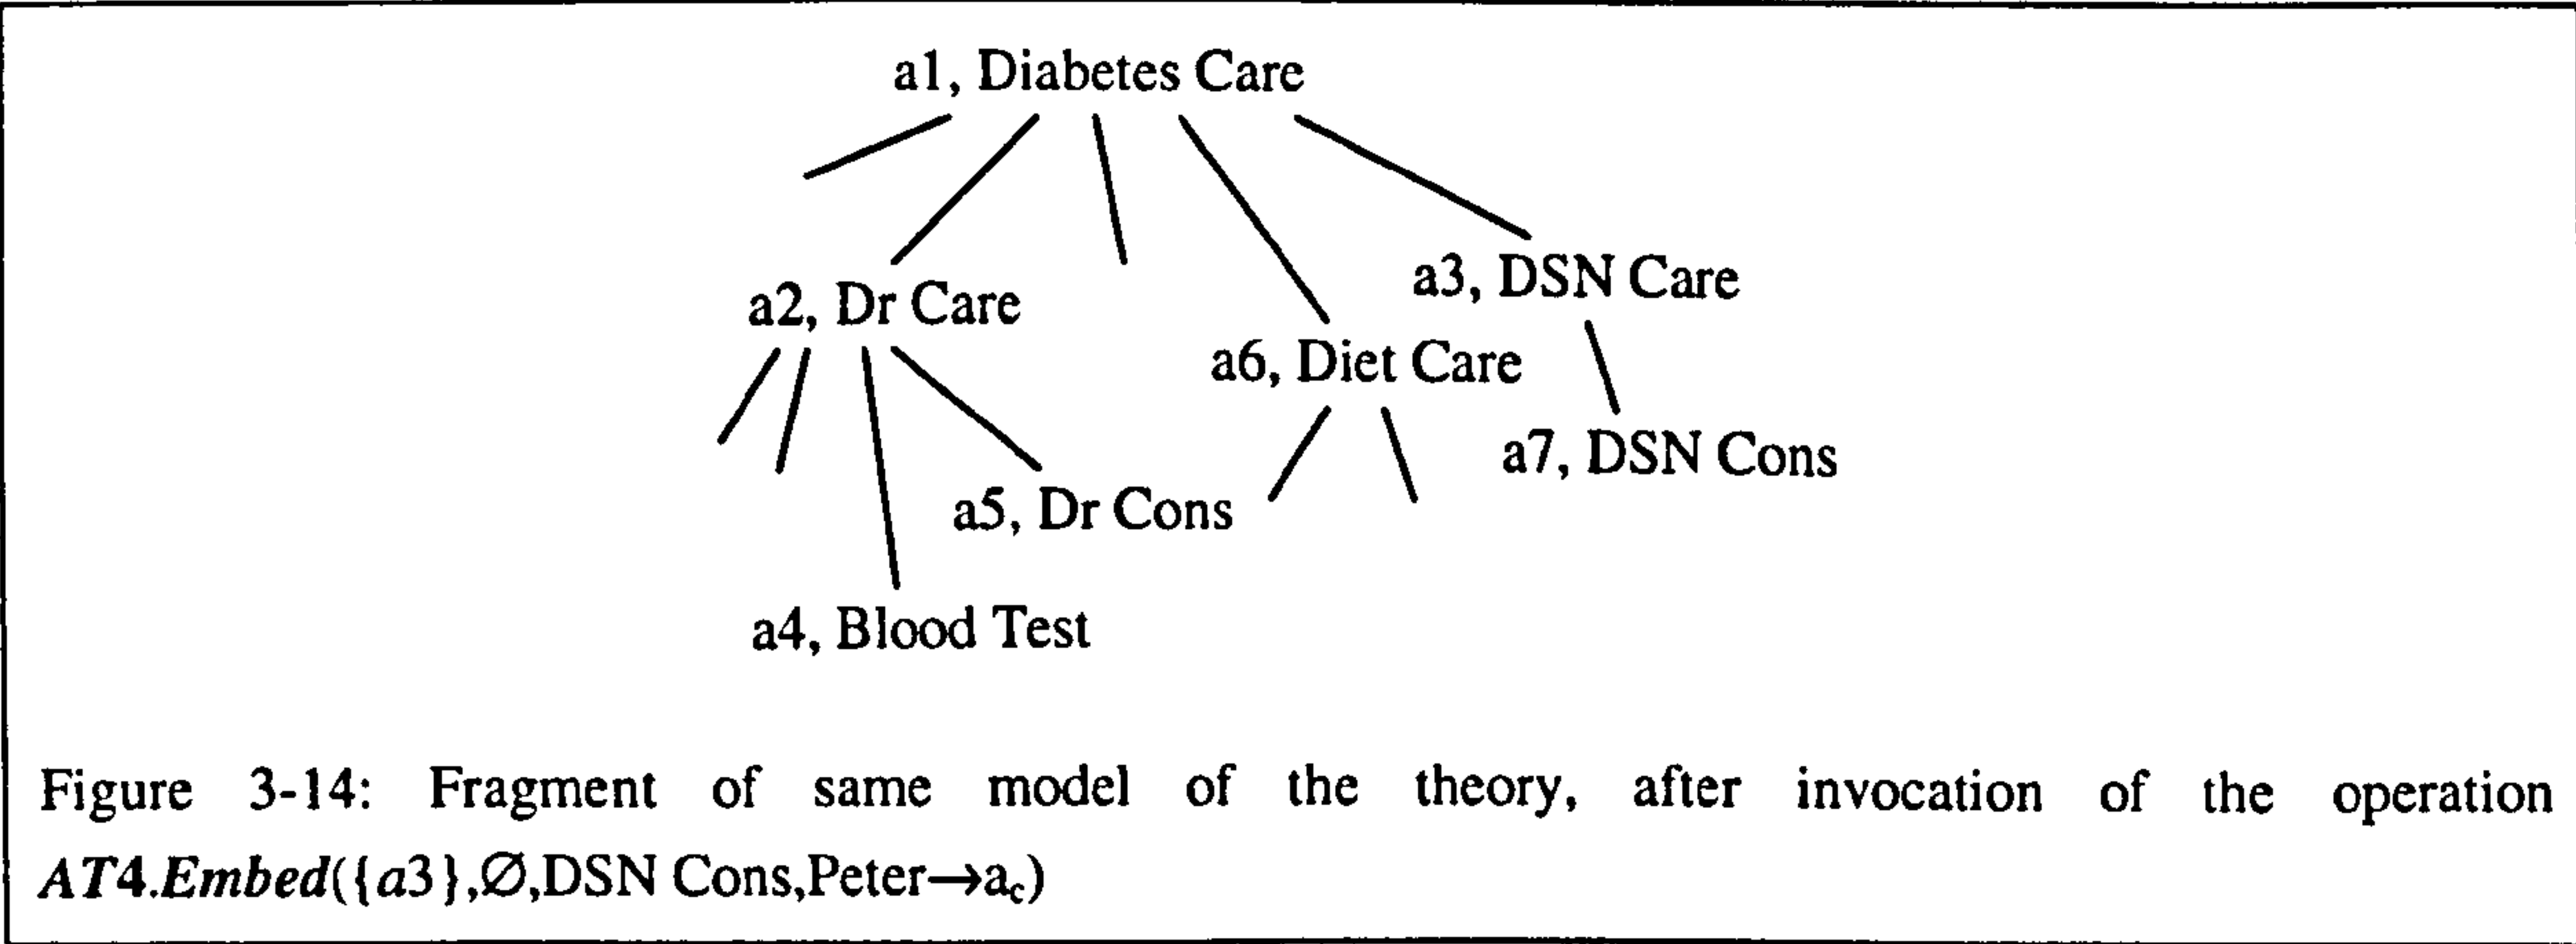 a1, Diabetes Care
a2, Dr Care
a3, DSN Care
a6, Diet Care
a7, DSN Cons
a5, Dr Cons
a4, Blood Test
Figure 3-14: Fragment of same model of the theory, after invocation of the operation
AT4.Embed({a3},∅,DSN Cons,Peter→a_c)